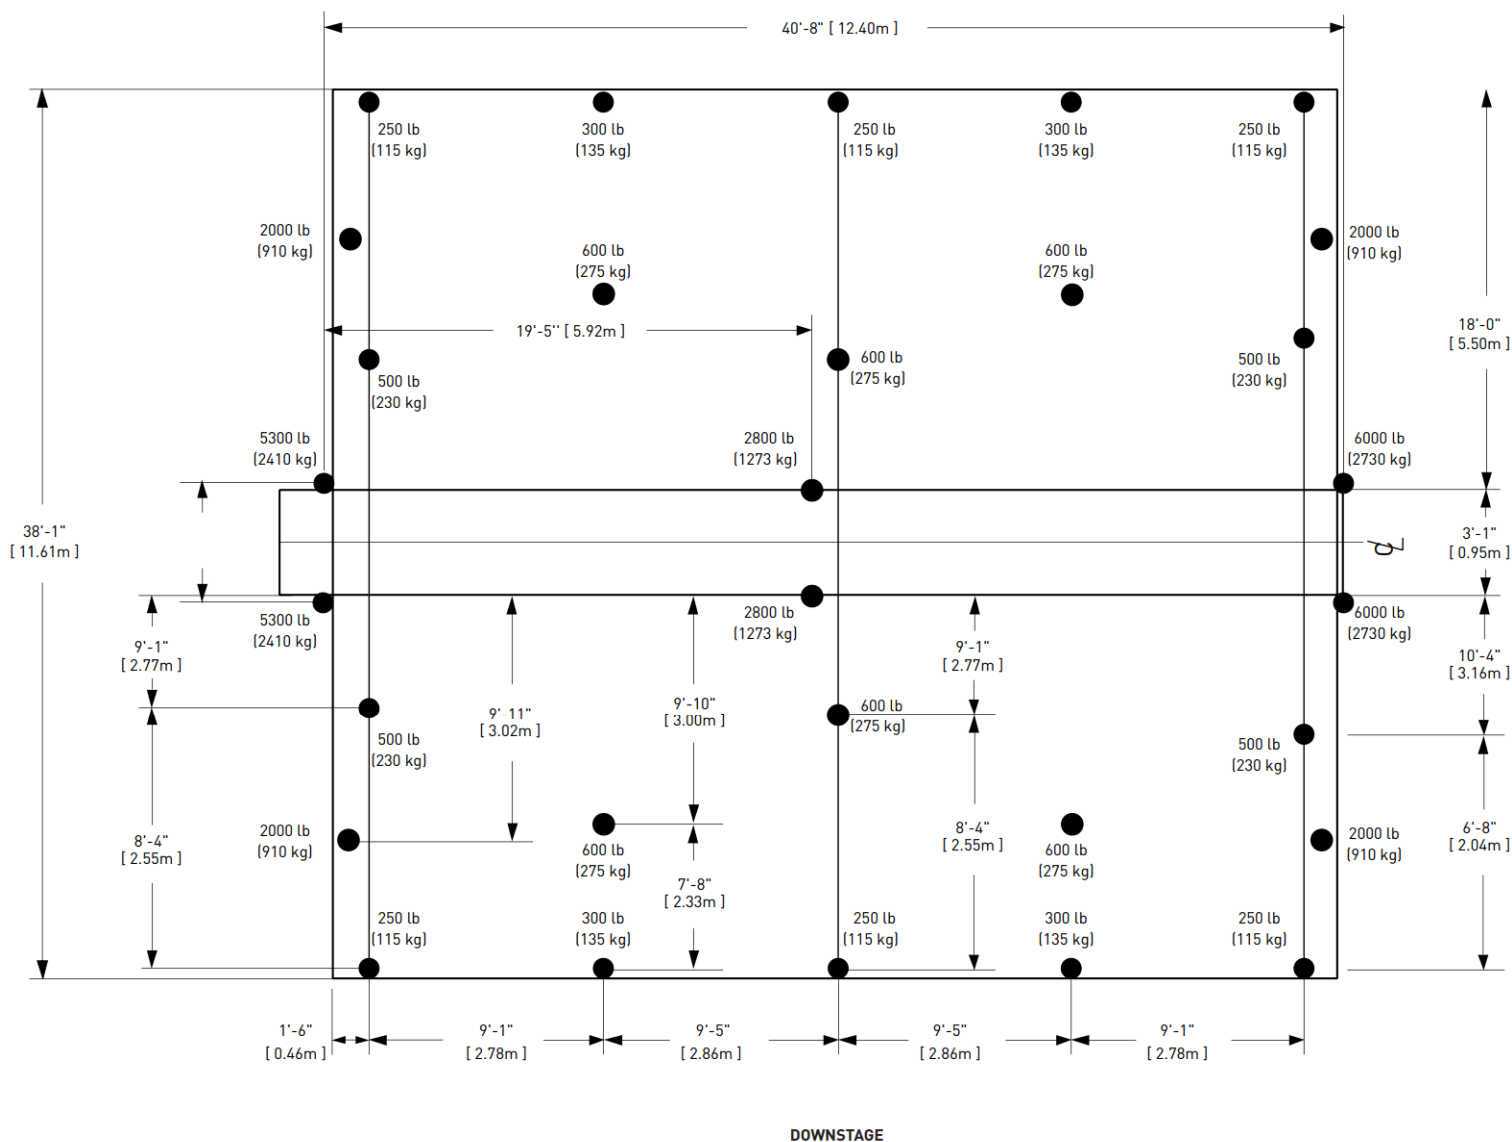 40'-8" [ 12.40m ]
250 lb
(115 kg)
300 lb
(135 kg)
250 lb
(115 kg)
300 lb
(135 kg)
250 lb
(115 kg)
2000 lb
(910 kg)
600 lb
(275 kg)
600 lb
(275 kg)
2000 lb
(910 kg)
19'-5'' [ 5.92m ]
18'-0"
[ 5.50m ]
500 lb
(230 kg)
600 lb
(275 kg)
500 lb
(230 kg)
5300 lb
(2410 kg)
2800 lb
(1273 kg)
6000 lb
(2730 kg)
38'-1"
[ 11.61m ]
3'-1"
[ 0.95m ]
5300 lb
(2410 kg)
2800 lb
(1273 kg)
6000 lb
(2730 kg)
9'-1"
[ 2.77m ]
9'-1"
[ 2.77m ]
10'-4"
[ 3.16m ]
9'-11"
[ 3.02m ]
9'-10"
[ 3.00m ]
600 lb
(275 kg)
500 lb
(230 kg)
500 lb
(230 kg)
2000 lb
(910 kg)
8'-4"
[ 2.55m ]
600 lb
(275 kg)
8'-4"
[ 2.55m ]
600 lb
(275 kg)
2000 lb
(910 kg)
6'-8"
[ 2.04m ]
7'-8"
[ 2.33m ]
250 lb
(115 kg)
300 lb
(135 kg)
250 lb
(115 kg)
300 lb
(135 kg)
250 lb
(115 kg)
1'-6"
[ 0.46m ]
9'-1"
[ 2.78m ]
9'-5"
[ 2.86m ]
9'-5"
[ 2.86m ]
9'-1"
[ 2.78m ]
DOWNSTAGE